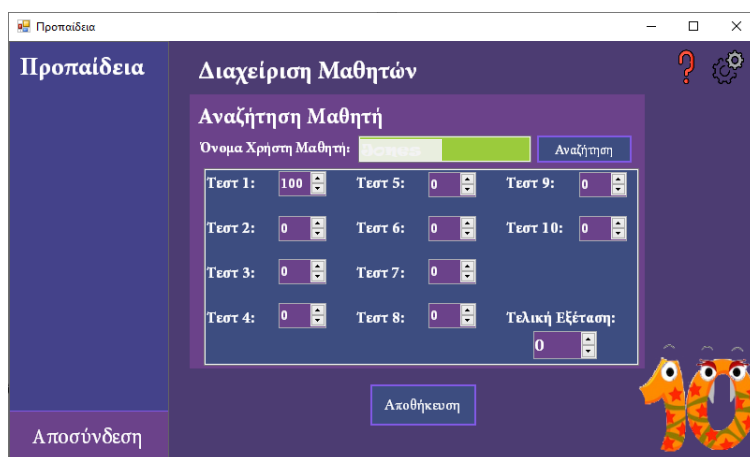 Προπαίδεια
Προπαίδεια
Διαχείριση Μαθητών
Αναζήτηση Μαθητή
Όνομα Χρήστη Μαθητή:
Αναζήτηση
Τεστ 1: 100 Τεστ 5: 0 Τεστ 9: 0
Τεστ 2: 0 Τεστ 6: 0 Τεστ 10: 0
Τεστ 3: 0 Τεστ 7: 0
Τεστ 4: 0 Τεστ 8: 0 Τελική Εξέταση:
0
Αποθήκευση
Αποσύνδεση
10